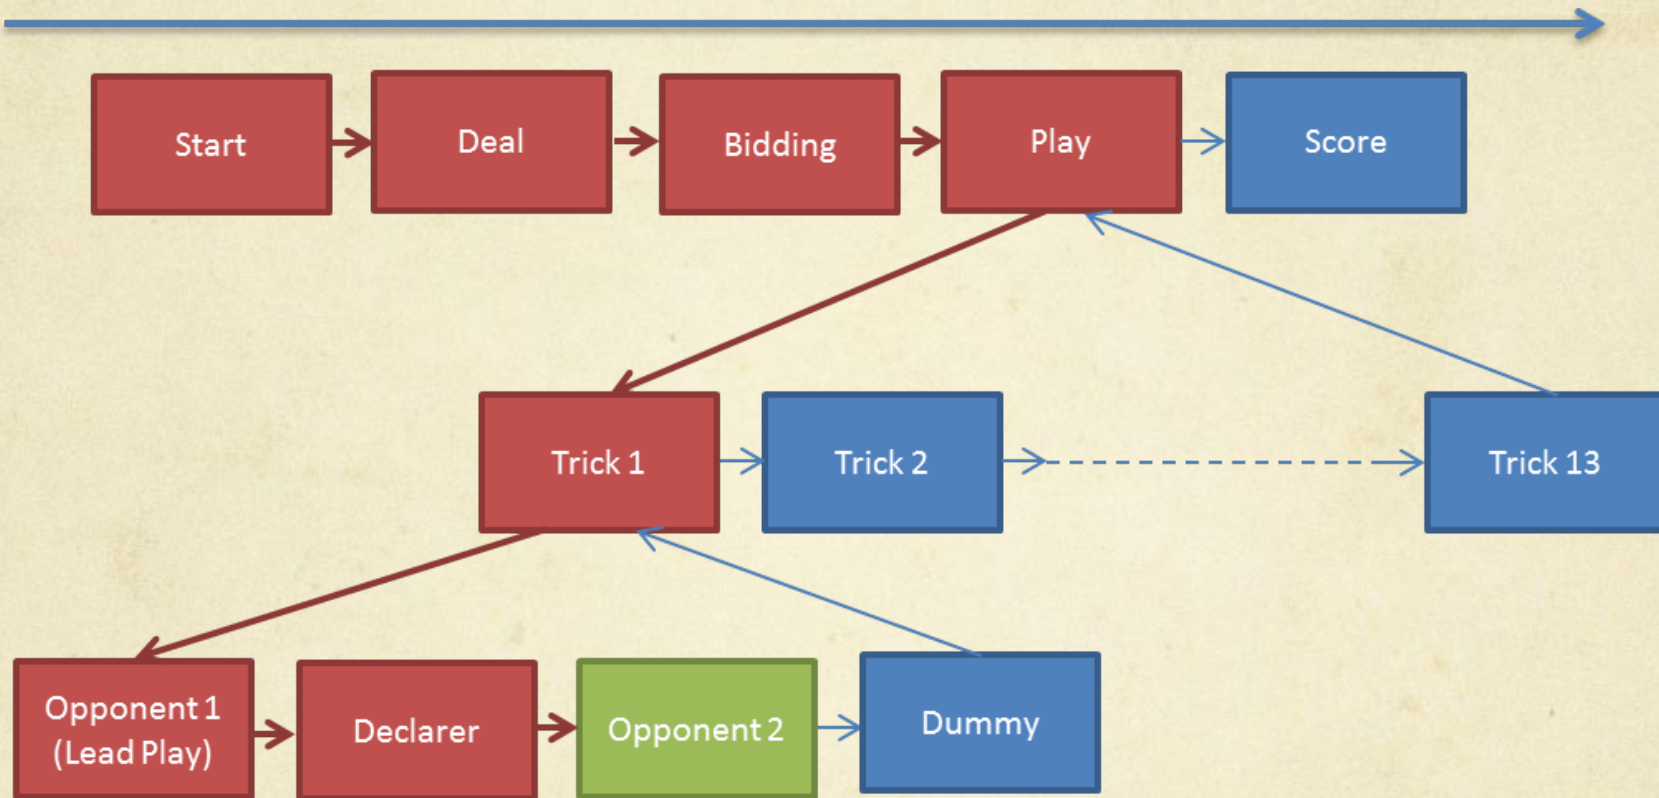 Start
Deal
Bidding
Play
Score
Trick 1
Trick 2
Trick 13
Opponent 1
(Lead Play)
Declarer
Opponent 2
Dummy